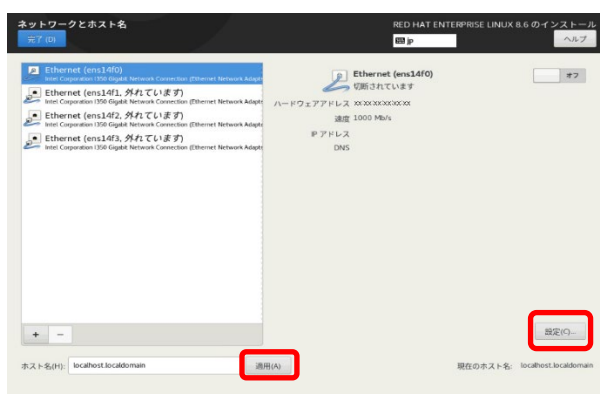 ネットワークとホスト名
RED HAT ENTERPRISE LINUX 8.6 のインストール
完了 (D)
jp
ヘルプ
Ethernet (ens14f0)
Intel Corporation I350 Gigabit Network Connection (Ethernet Network Adapte
Ethernet (ens14f1, 外れています)
Intel Corporation I350 Gigabit Network Connection (Ethernet Network Adapte
Ethernet (ens14f2, 外れています)
Intel Corporation I350 Gigabit Network Connection (Ethernet Network Adapte
Ethernet (ens14f3, 外れています)
Intel Corporation I350 Gigabit Network Connection (Ethernet Network Adapte
Ethernet (ens14f0)
切断されています
オフ
ハードウェアアドレス XX:XX:XX:XX:XX:XX
速度 1000 Mb/s
IP アドレス
DNS
+ −
設定(C)...
ホスト名(H): localhost.localdomain 適用(A)
現在のホスト名: localhost.localdomain